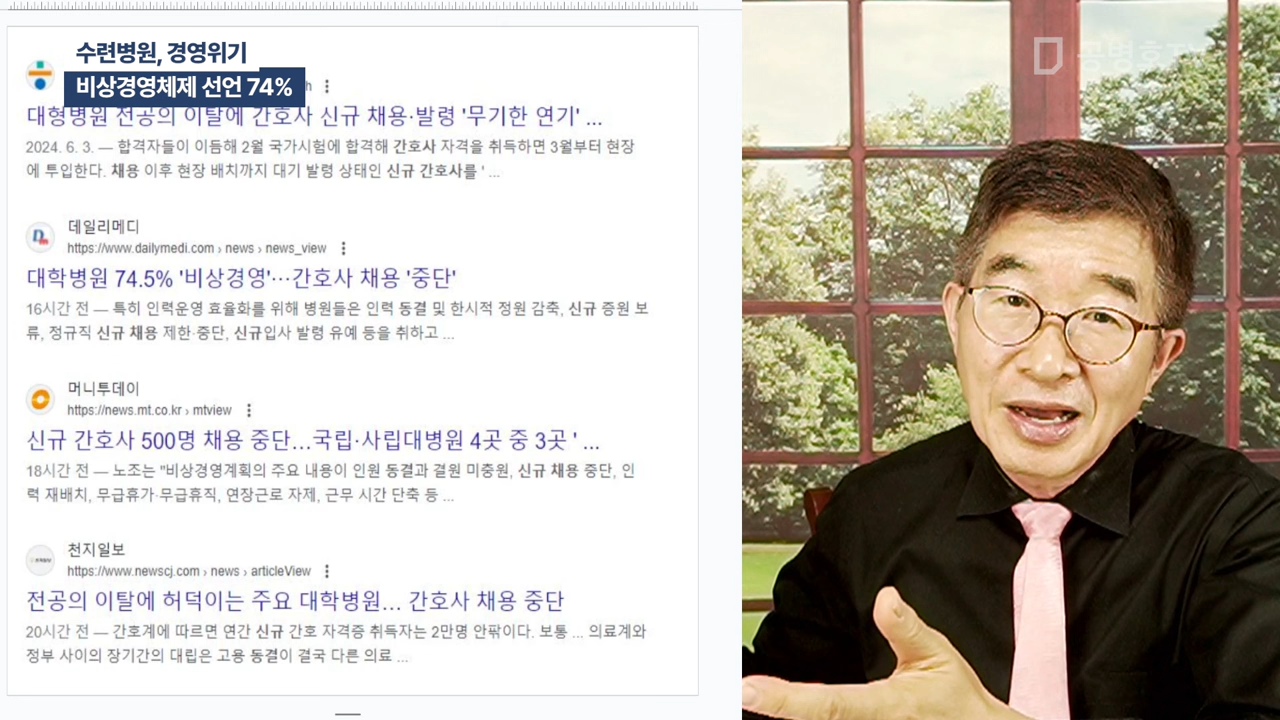 수련병원, 경영위기
비상경영체제 선언 74%
대형병원 전공의 이탈에 간호사 신규 채용·발령 '무기한 연기' ...
2024. 6. 3. — 합격자들이 이듬해 2월 국가시험에 합격해 간호사 자격을 취득하면 3월부터 현장
에 투입한다. 채용 이후 현장 배치까지 대기 발령 상태인 신규 간호사를 ' ...
데일리메디
https://www.dailymedi.com › news › news_view
대학병원 74.5% '비상경영'…간호사 채용 '중단'
16시간 전 — 특히 인력운영 효율화를 위해 병원들은 인력 동결 및 한시적 정원 감축, 신규 증원 보
류, 정규직 신규 채용 제한·중단, 신규입사 발령 유예 등을 취하고 ...
머니투데이
https://news.mt.co.kr › mtview
신규 간호사 500명 채용 중단…국립·사립대병원 4곳 중 3곳 ' ...
18시간 전 — 노조는 "비상경영계획의 주요 내용이 인원 동결과 결원 미충원, 신규 채용 중단, 인
력 재배치, 무급휴가·무급휴직, 연장근로 자제, 근무 시간 단축 등 ...
천지일보
https://www.newscj.com › news › articleView
전공의 이탈에 허덕이는 주요 대학병원… 간호사 채용 중단
20시간 전 — 간호계에 따르면 연간 신규 간호 자격증 취득자는 2만명 안팎이다. 보통 ... 의료계와
정부 사이의 장기간의 대립은 고용 동결이 결국 다른 의료 ...